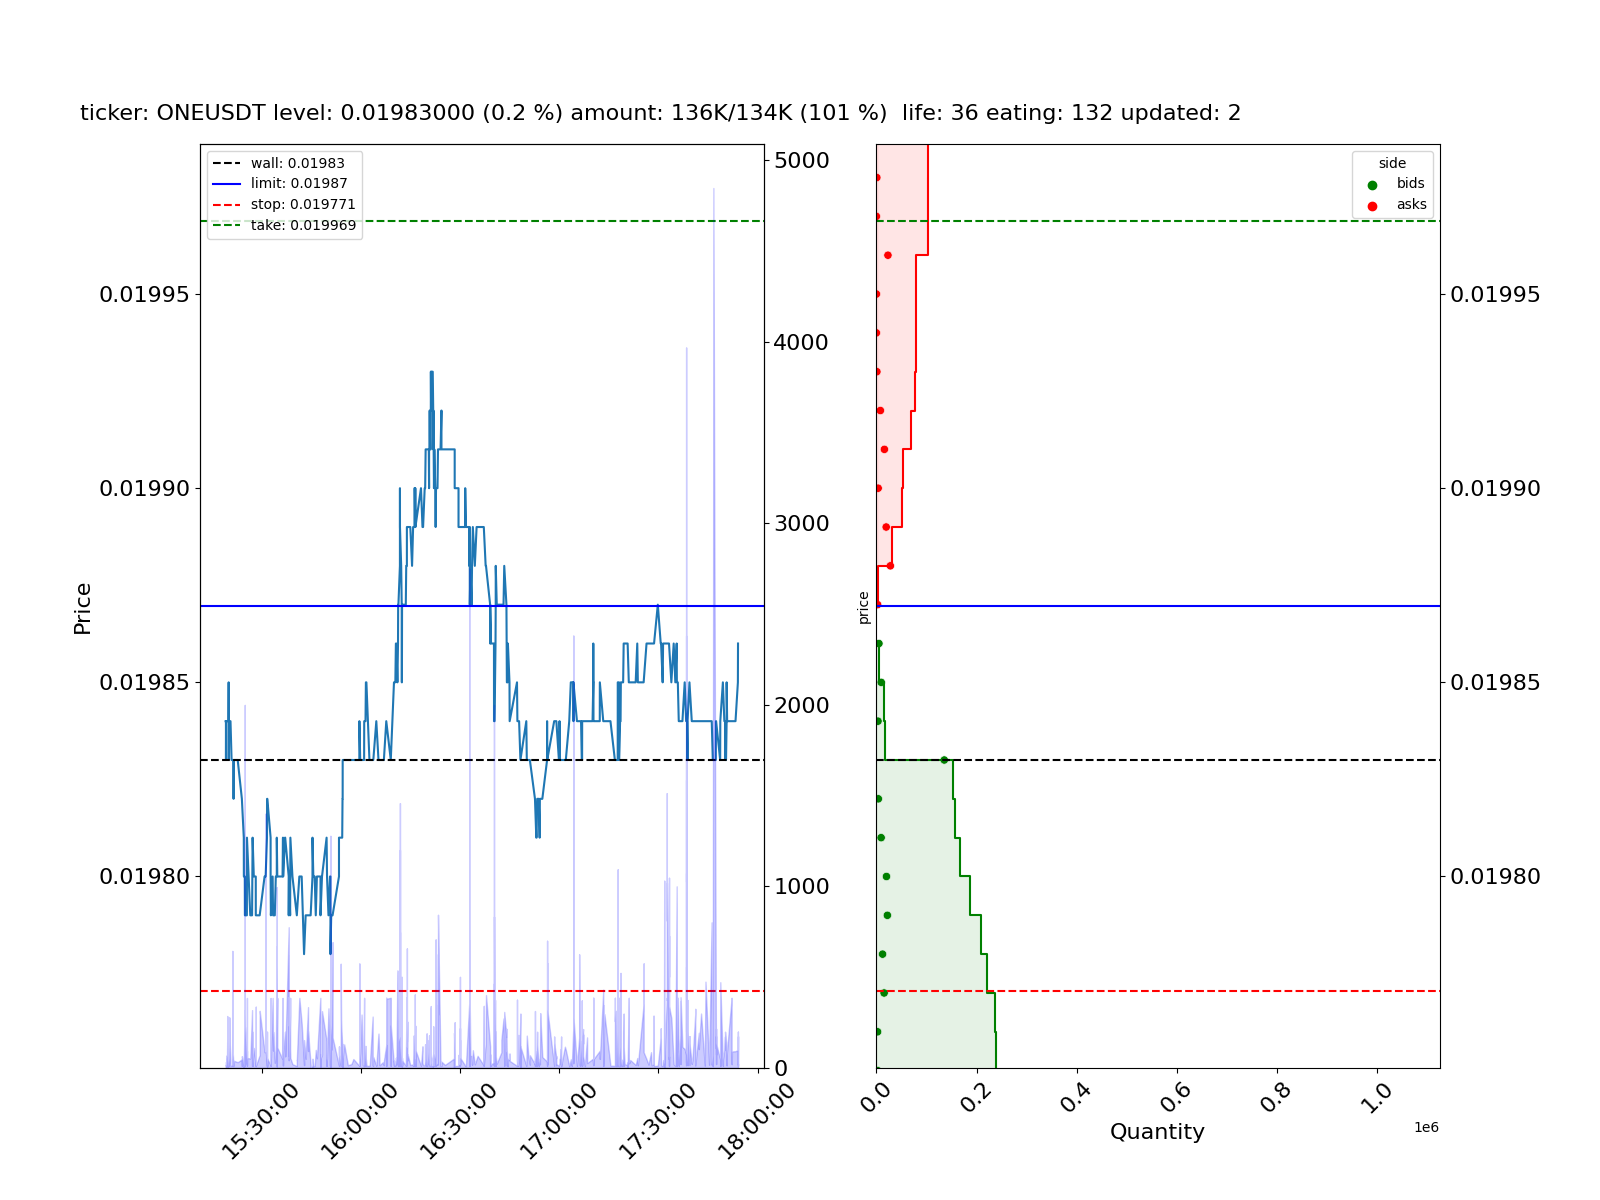 ticker: ONEUSDT level: 0.01983000 (0.2 %) amount: 136K/134K (101 %)  life: 36 eating: 132 updated: 2
wall: 0.01983
limit: 0.01987
stop: 0.019771
take: 0.019969
Price
0.01995
0.01990
0.01985
0.01980
5000
4000
3000
2000
1000
0
15:30:00
16:00:00
16:30:00
17:00:00
17:30:00
18:00:00
side
bids
asks
price
0.01995
0.01990
0.01985
0.01980
0.0
0.2
0.4
0.6
0.8
1.0
1e6
Quantity